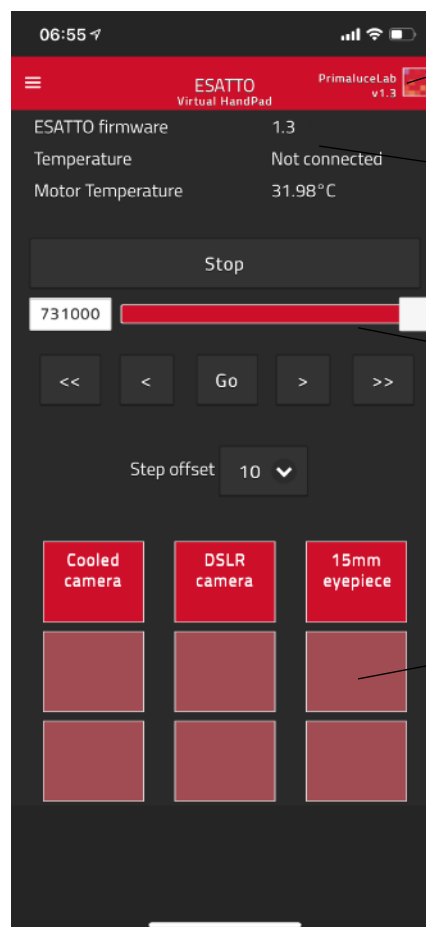 06:55
ESATTO
Virtual HandPad
PrimaluceLab
v1.3
ESATTO firmware 1.3
Temperature Not connected
Motor Temperature 31.98°C
Stop
731000
<< < Go > >>
Step offset 10
Cooled camera
DSLR camera
15mm eyepiece